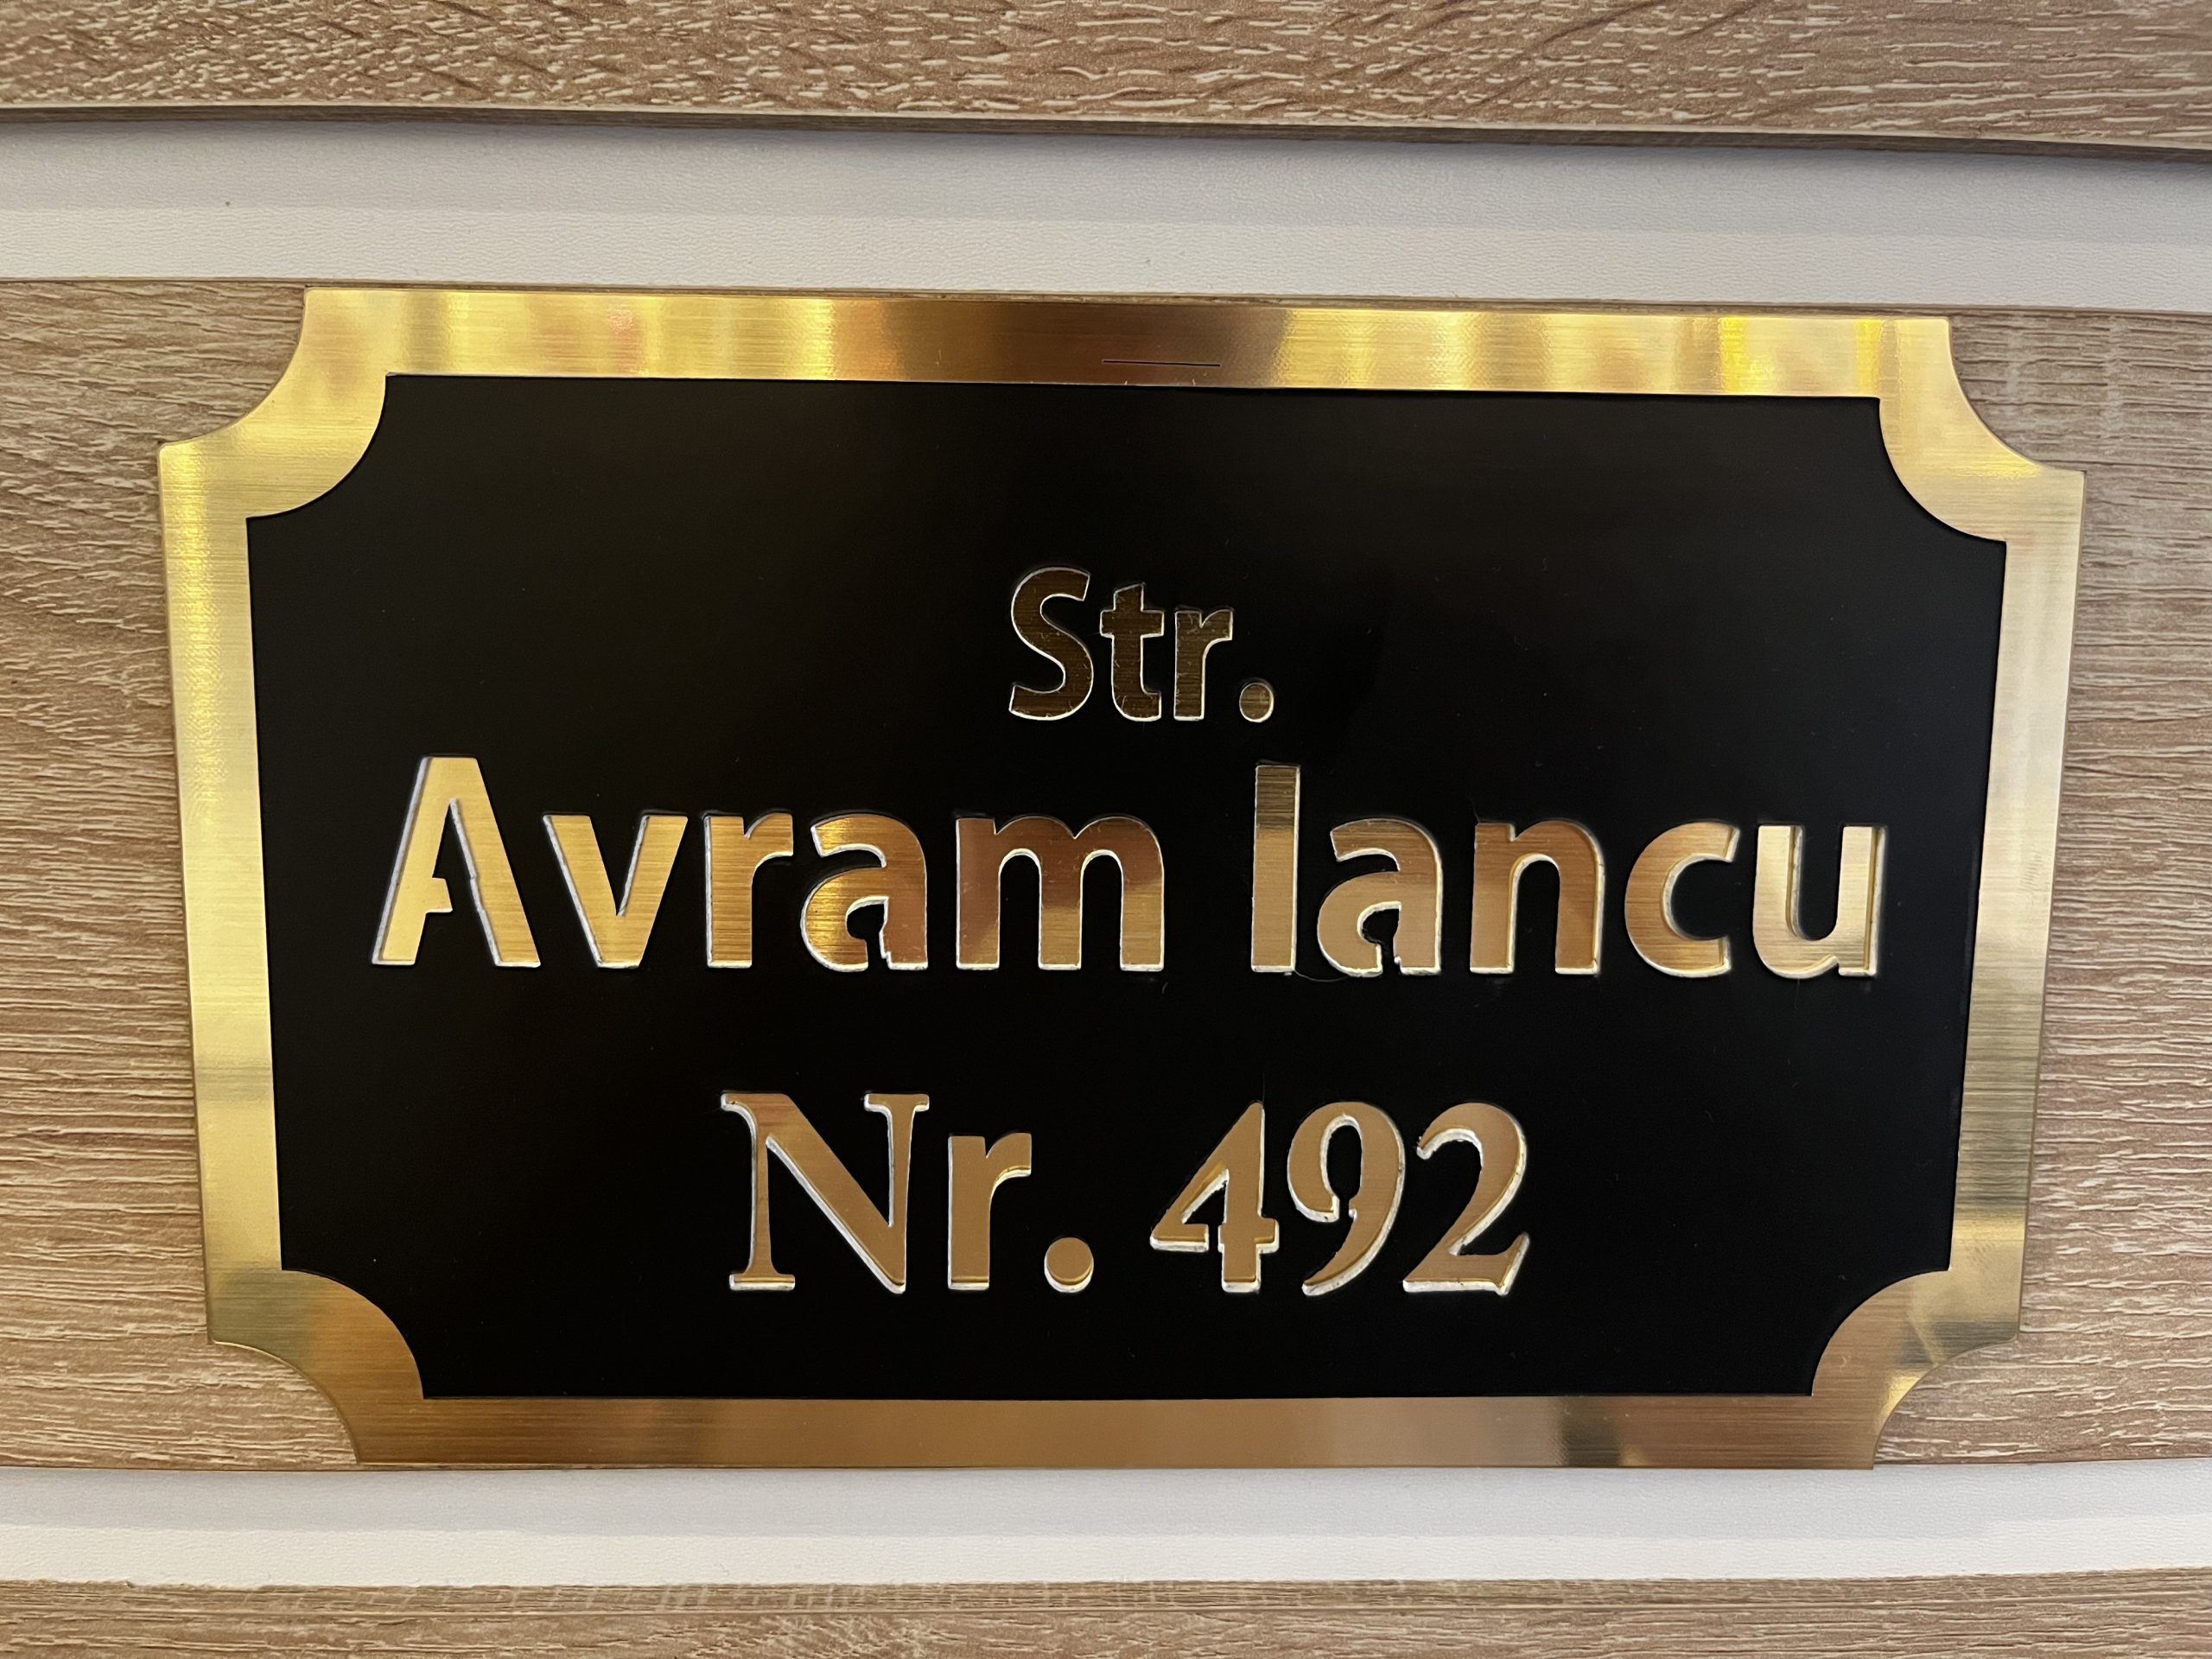 Str.
Avram Iancu
Nr. 492